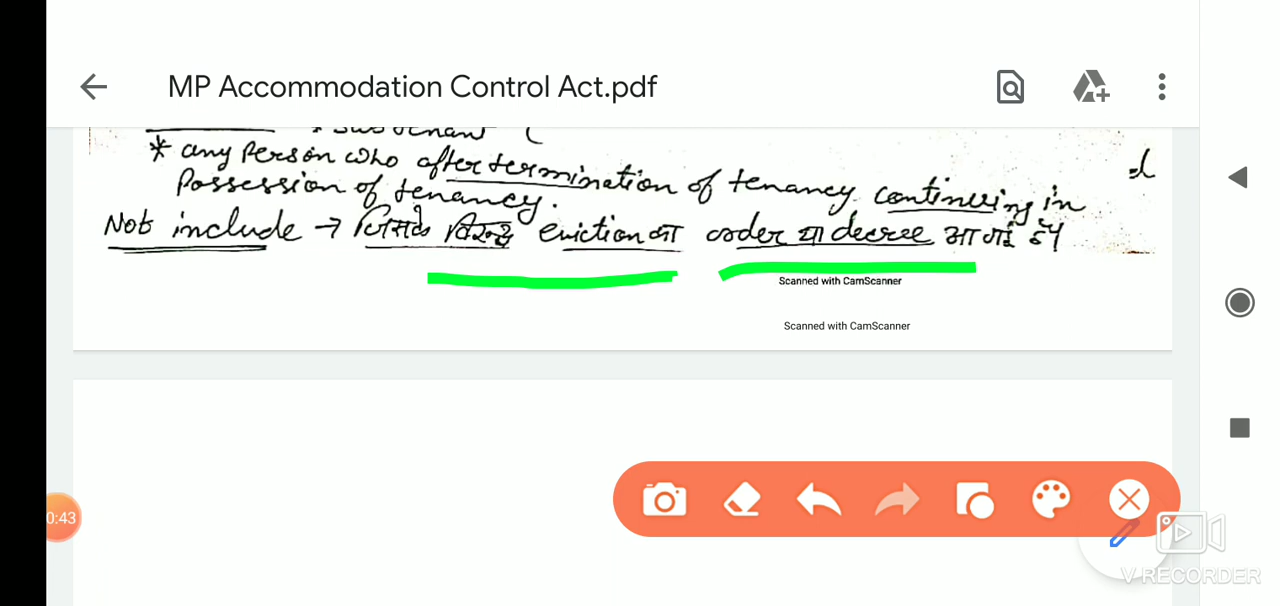 MP Accommodation Control Act.pdf
* any Person who after termination of tenancy continuing in
Possession of tenancy.
Not include → जिसके विरुद्ध eviction का order या decree आ गई हो
Scanned with CamScanner
Scanned with CamScanner
0:43
V RECORDER